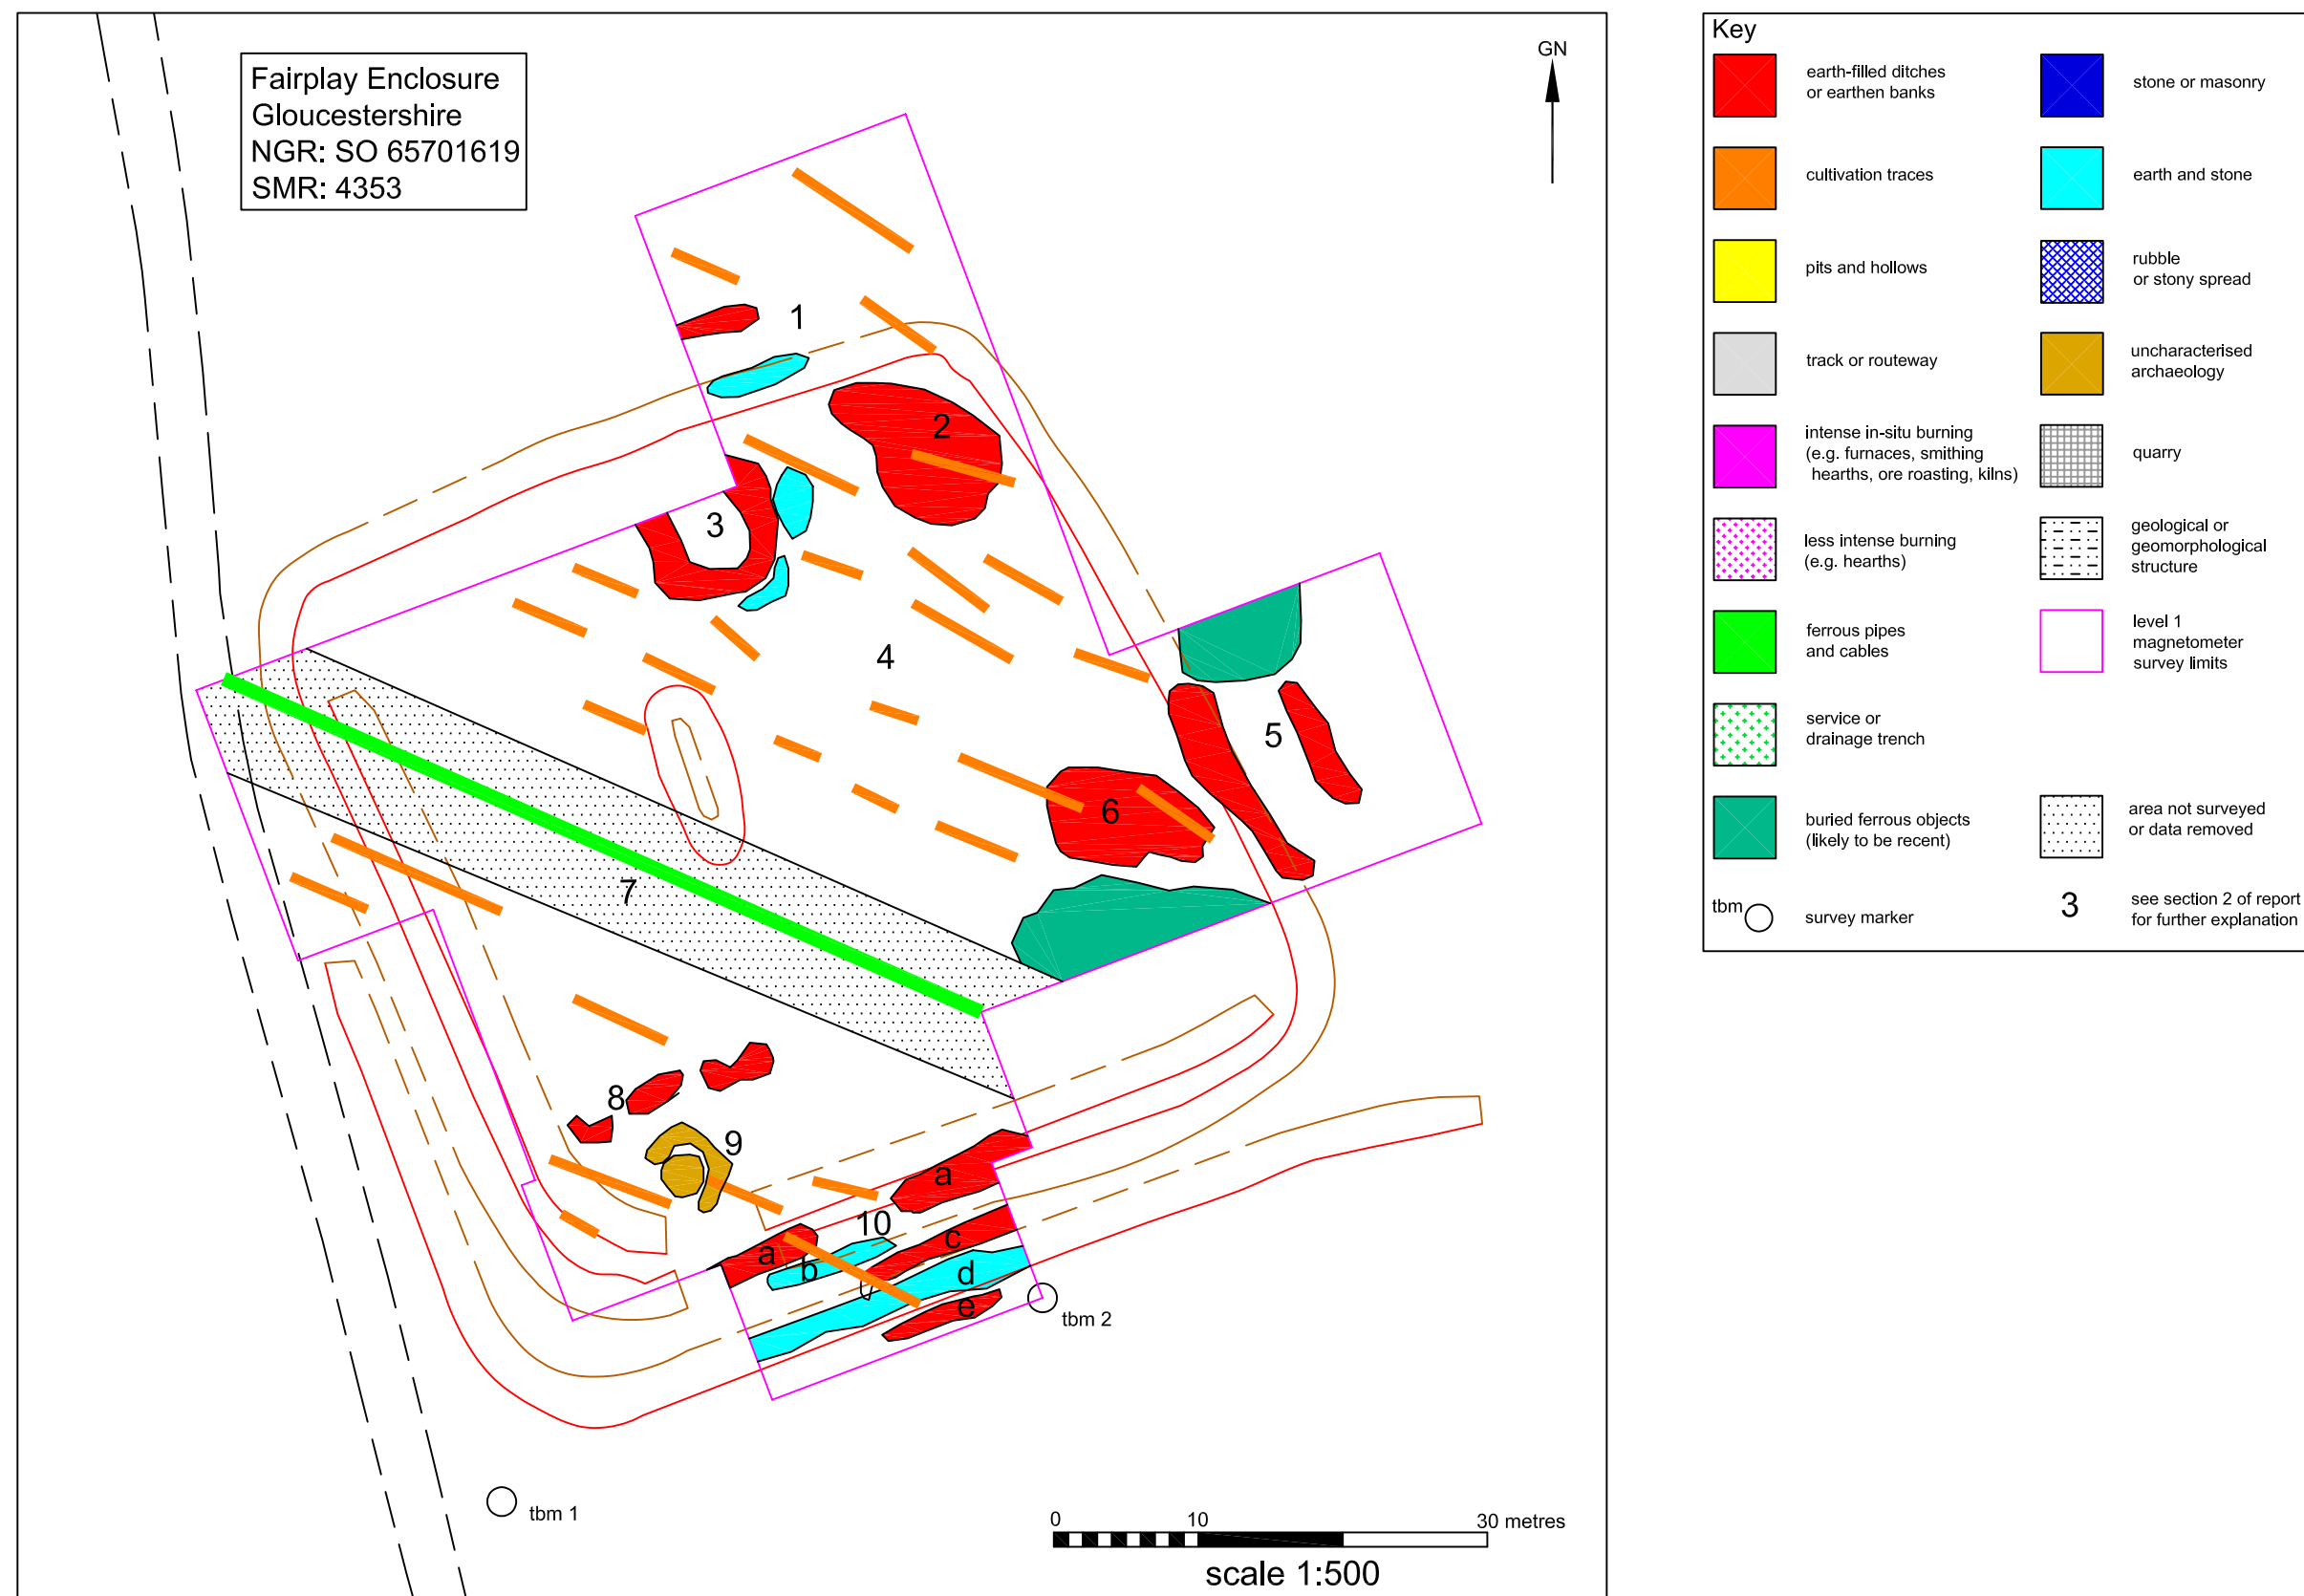 Fairplay Enclosure
Gloucestershire
NGR: SO 65701619
SMR: 4353
GN
1
2
3
4
5
6
7
8
9
10
a
a
b
c
d
e
tbm 2
tbm 1
0 10 30 metres
scale 1:500
Key
earth-filled ditches
or earthen banks
stone or masonry
cultivation traces
earth and stone
pits and hollows
rubble
or stony spread
track or routeway
uncharacterised
archaeology
intense in-situ burning
(e.g. furnaces, smithing
hearths, ore roasting, kilns)
quarry
less intense burning
(e.g. hearths)
geological or
geomorphological
structure
ferrous pipes
and cables
level 1
magnetometer
survey limits
service or
drainage trench
buried ferrous objects
(likely to be recent)
area not surveyed
or data removed
tbm
survey marker
3
see section 2 of report
for further explanation